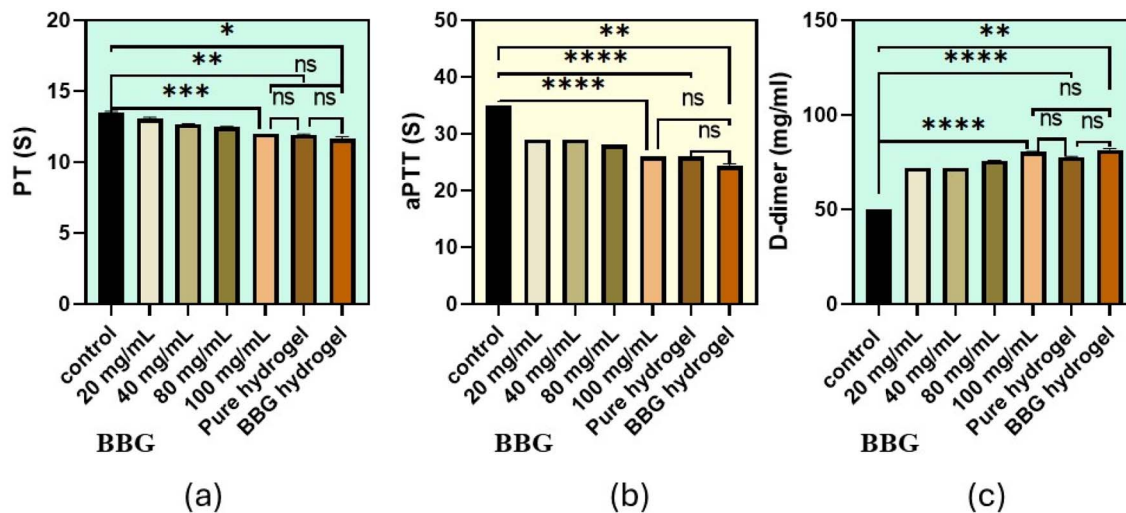 20
15
10
5
0
PT (S)
*
**
ns
***
ns
ns
control
20 mg/mL
40 mg/mL
80 mg/mL
100 mg/mL
Pure hydrogel
BBG hydrogel
BBG
(a)
50
40
30
20
10
0
aPTT (S)
**
****
****
ns
ns
control
20 mg/mL
40 mg/mL
80 mg/mL
100 mg/mL
Pure hydrogel
BBG hydrogel
BBG
(b)
150
100
50
0
D-dimer (mg/ml)
**
****
ns
****
ns
ns
control
20 mg/mL
40 mg/mL
80 mg/mL
100 mg/mL
Pure hydrogel
BBG hydrogel
BBG
(c)